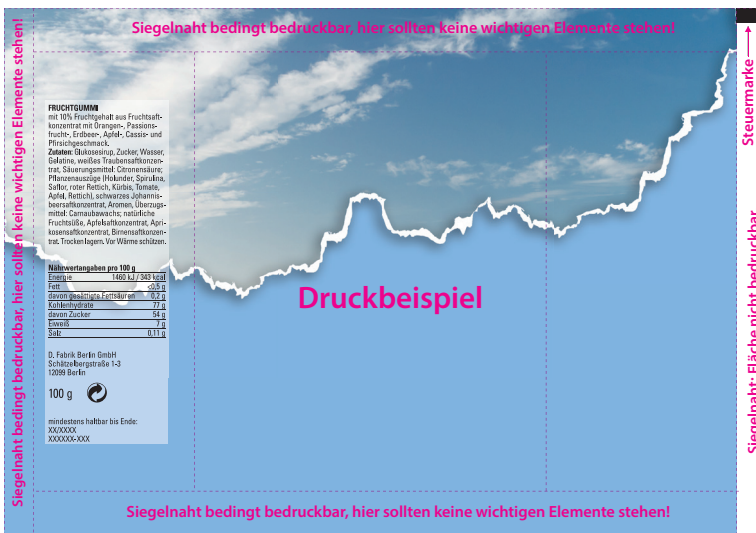 Siegelnaht bedingt bedruckbar, hier sollten keine wichtigen Elemente stehen!
Siegelnaht bedingt bedruckbar, hier sollten keine wichtigen Elemente stehen!
FRUCHTGUMMI
mit 10% Fruchtgehalt aus Fruchtsaft-
konzentrat mit Orangen-, Passions-
frucht-, Erdbeer-, Apfel-, Cassis- und
Pfirsichgeschmack.
Zutaten: Glukosesirup, Zucker, Wasser,
Gelatine, weißes Traubensaftkonzen-
trat, Säuerungsmittel: Citronensäure;
Pflanzenauszüge (Holunder, Spirulina,
Saflor, roter Rettich, Kürbis, Tomate,
Apfel, Rettich), schwarzes Johannis-
beersaftkonzentrat, Aromen, Überzugs-
mittel: Carnaubawachs; natürliche
Fruchtsüße, Apfelsaftkonzentrat, Apri-
kosensaftkonzentrat, Birnensaftkonzen-
trat. Trocken lagern. Vor Wärme schützen.
Nährwertangaben pro 100 g
Energie 1460 kJ / 343 kcal
Fett <0,5 g
davon gesättigte Fettsäuren 0,2 g
Kohlenhydrate 77 g
davon Zucker 54 g
Eiweiß 7 g
Salz 0,11 g
D. Fabrik Berlin GmbH
Schätzelbergstraße 1-3
12099 Berlin
100 g
mindestens haltbar bis Ende:
XX/XXXX
XXXXXX-XXX
Druckbeispiel
Steuermarke
Siegelnaht: Fläche nicht bedruckbar
Siegelnaht bedingt bedruckbar, hier sollten keine wichtigen Elemente stehen!